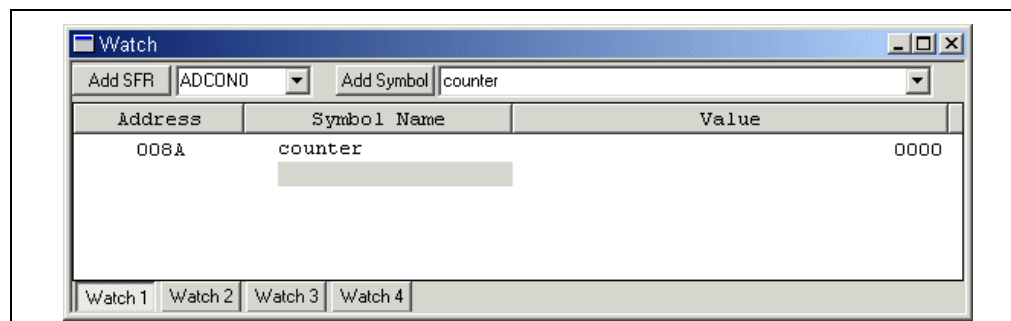 Watch
Add SFR ADCON0 Add Symbol counter
Address Symbol Name Value
008A counter 0000
Watch 1 Watch 2 Watch 3 Watch 4